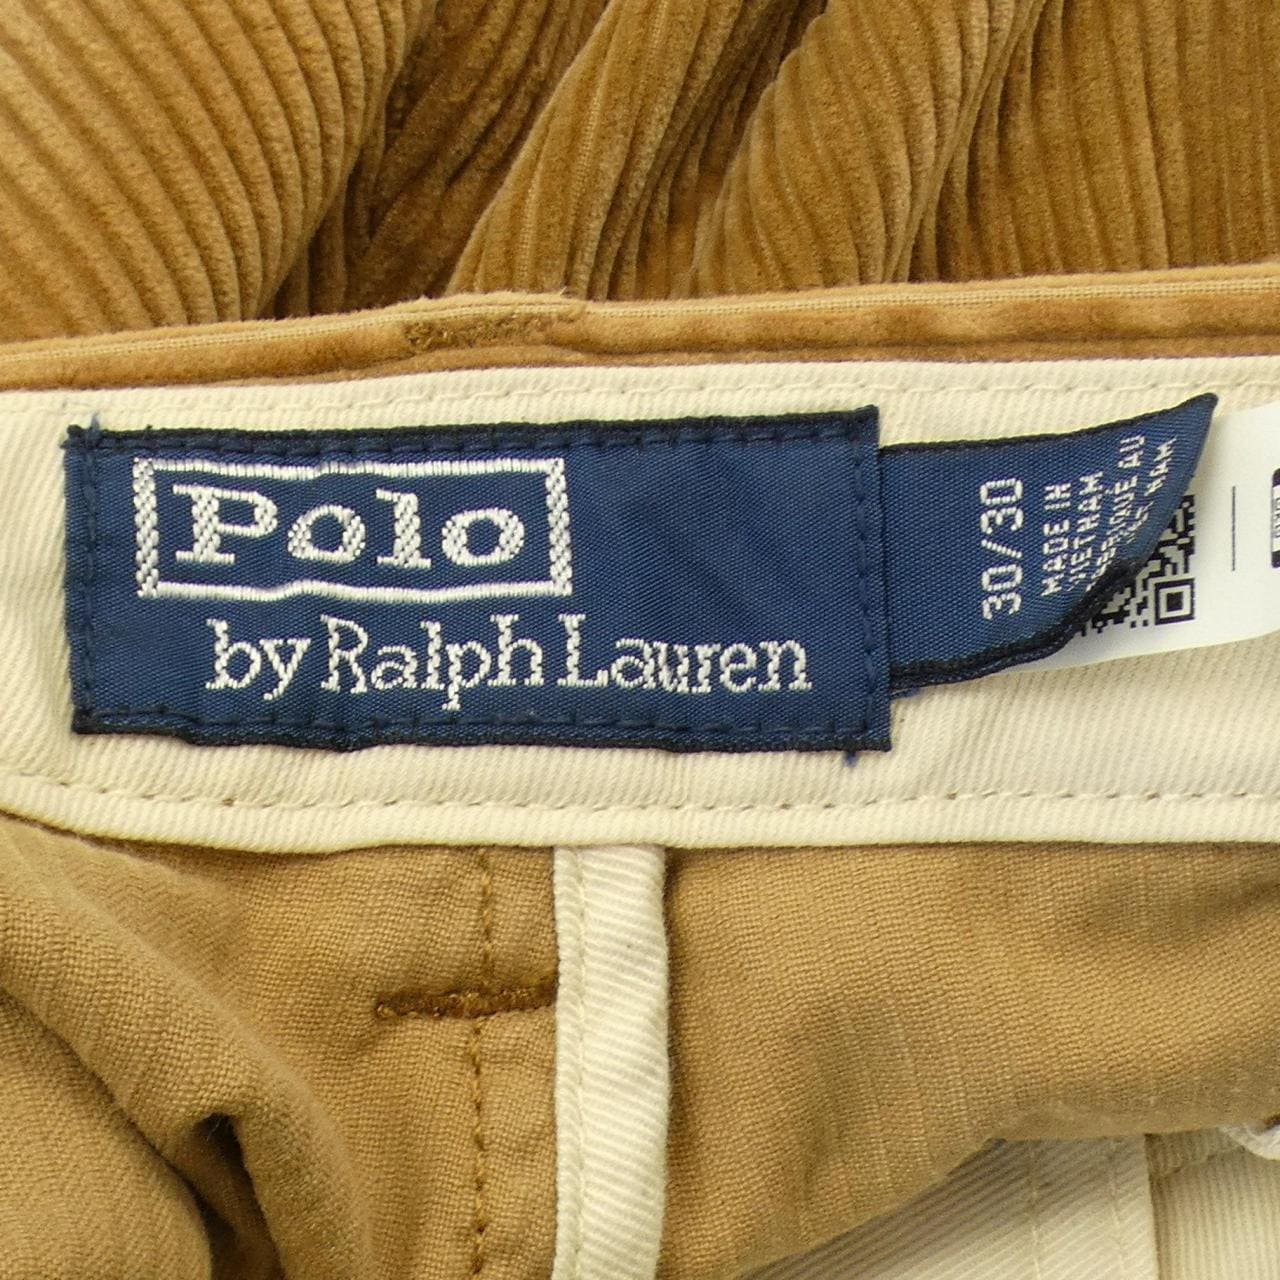 Polo
by Ralph Lauren
30/30
MADE IN
VIETNAM